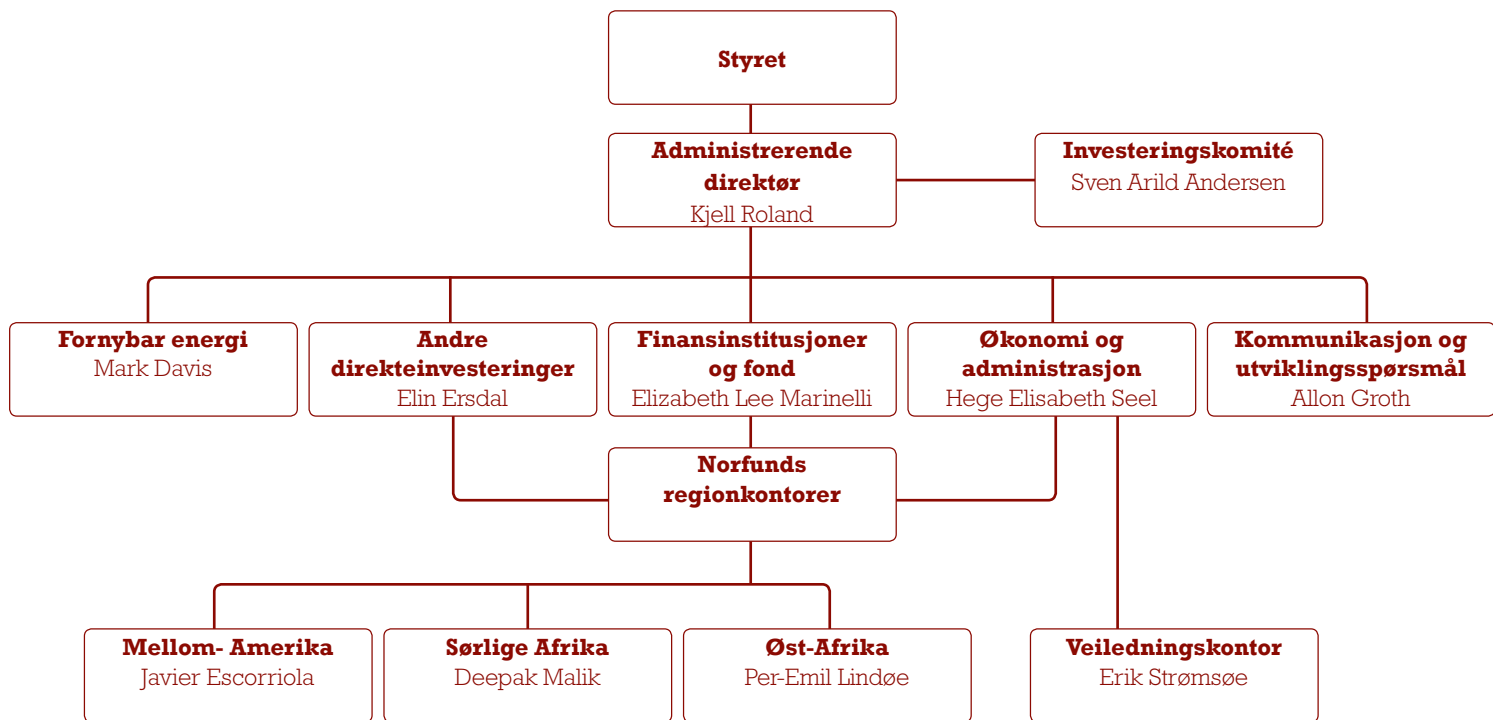 Styret
Administrerende
direktør
Kjell Roland
Investeringskomité
Sven Arild Andersen
Fornybar energi
Mark Davis
Andre
direkteinvesteringer
Elin Ersdal
Finansinstitusjoner
og fond
Elizabeth Lee Marinelli
Økonomi og
administrasjon
Hege Elisabeth Seel
Kommunikasjon og
utviklingsspørsmål
Allon Groth
Norfunds
regionkontorer
Mellom- Amerika
Javier Escorriola
Sørlige Afrika
Deepak Malik
Øst-Afrika
Per-Emil Lindøe
Veiledningskontor
Erik Strømsøe